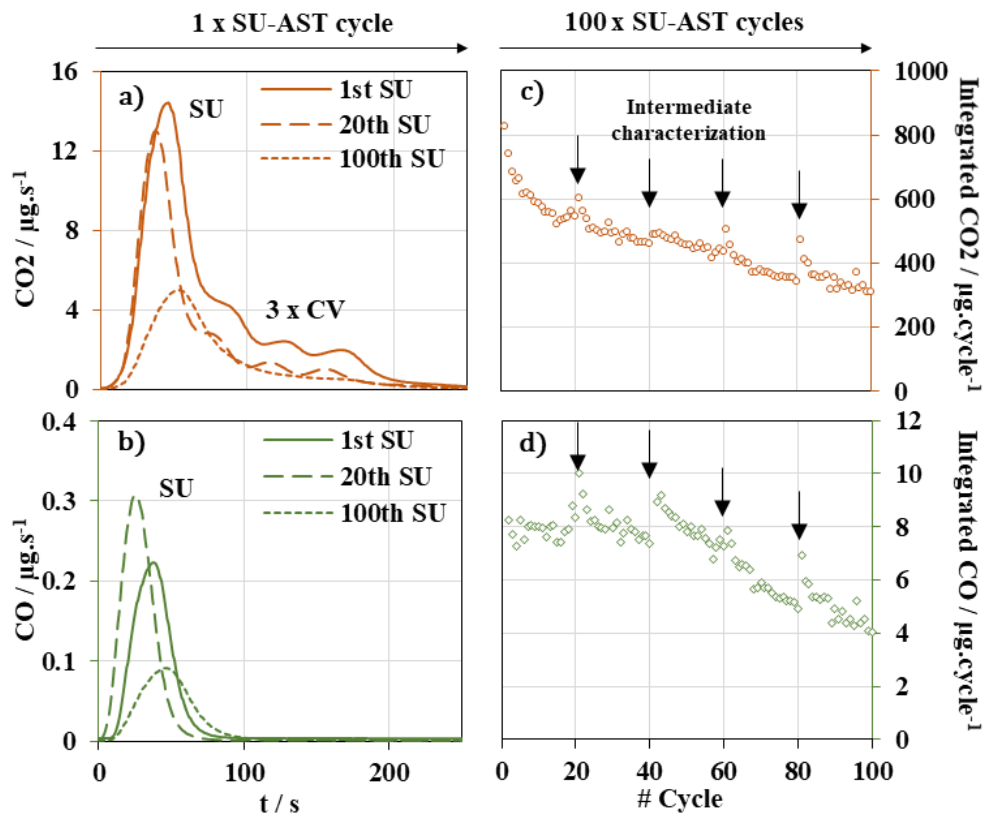 1 x SU-AST cycle
100 x SU-AST cycles
a)
SU
1st SU
20th SU
100th SU
3 x CV
16
12
8
4
0
CO2 / µg.s-1
c)
Intermediate
characterization
1000
800
600
400
200
0
Integrated CO2 / µg.cycle-1
b)
SU
1st SU
20th SU
100th SU
0.4
0.3
0.2
0.1
0
CO / µg.s-1
0
100
200
t / s
d)
12
10
8
6
4
2
0
Integrated CO / µg.cycle-1
0
20
40
60
80
100
# Cycle